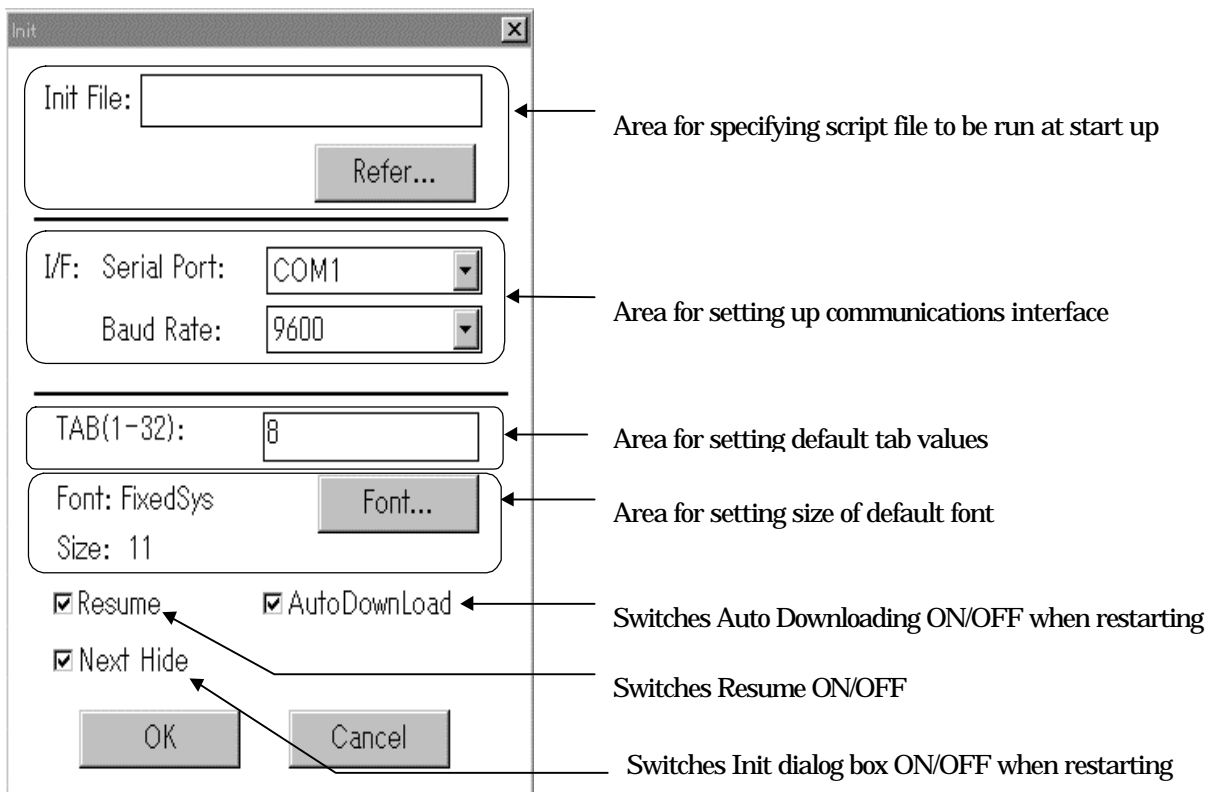 Init
Init File:
Refer...
Area for specifying script file to be run at start up
I/F: Serial Port: COM1
Baud Rate: 9600
Area for setting up communications interface
TAB(1-32): 8
Area for setting default tab values
Font: FixedSys
Font...
Size: 11
Area for setting size of default font
Resume
AutoDownLoad
Switches Auto Downloading ON/OFF when restarting
Next Hide
Switches Resume ON/OFF
OK
Cancel
Switches Init dialog box ON/OFF when restarting